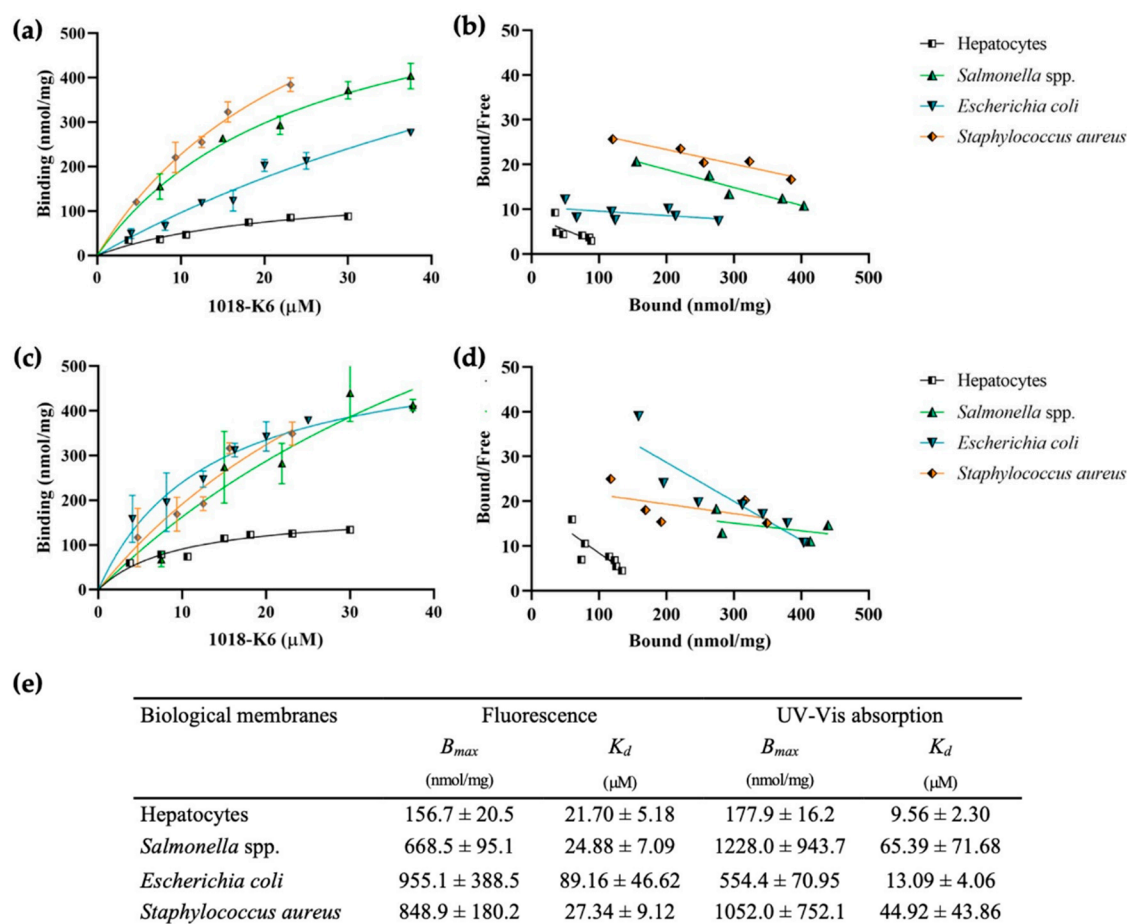 (a)
500
400
300
200
100
0
Binding (nmol/mg)
0 10 20 30 40
1018-K6 (μM)
(b)
50
40
30
20
10
0
Bound/Free
0 100 200 300 400 500
Bound (nmol/mg)
Hepatocytes
Salmonella spp.
Escherichia coli
Staphylococcus aureus
(c)
500
400
300
200
100
0
Binding (nmol/mg)
0 10 20 30 40
1018-K6 (μM)
(d)
50
40
30
20
10
0
Bound/Free
0 100 200 300 400 500
Bound (nmol/mg)
Hepatocytes
Salmonella spp.
Escherichia coli
Staphylococcus aureus
(e)
Biological membranes Fluorescence UV-Vis absorption
Bmax Kd Bmax Kd
(nmol/mg) (μM) (nmol/mg) (μM)
Hepatocytes 156.7 ± 20.5 21.70 ± 5.18 177.9 ± 16.2 9.56 ± 2.30
Salmonella spp. 668.5 ± 95.1 24.88 ± 7.09 1228.0 ± 943.7 65.39 ± 71.68
Escherichia coli 955.1 ± 388.5 89.16 ± 46.62 554.4 ± 70.95 13.09 ± 4.06
Staphylococcus aureus 848.9 ± 180.2 27.34 ± 9.12 1052.0 ± 752.1 44.92 ± 43.86